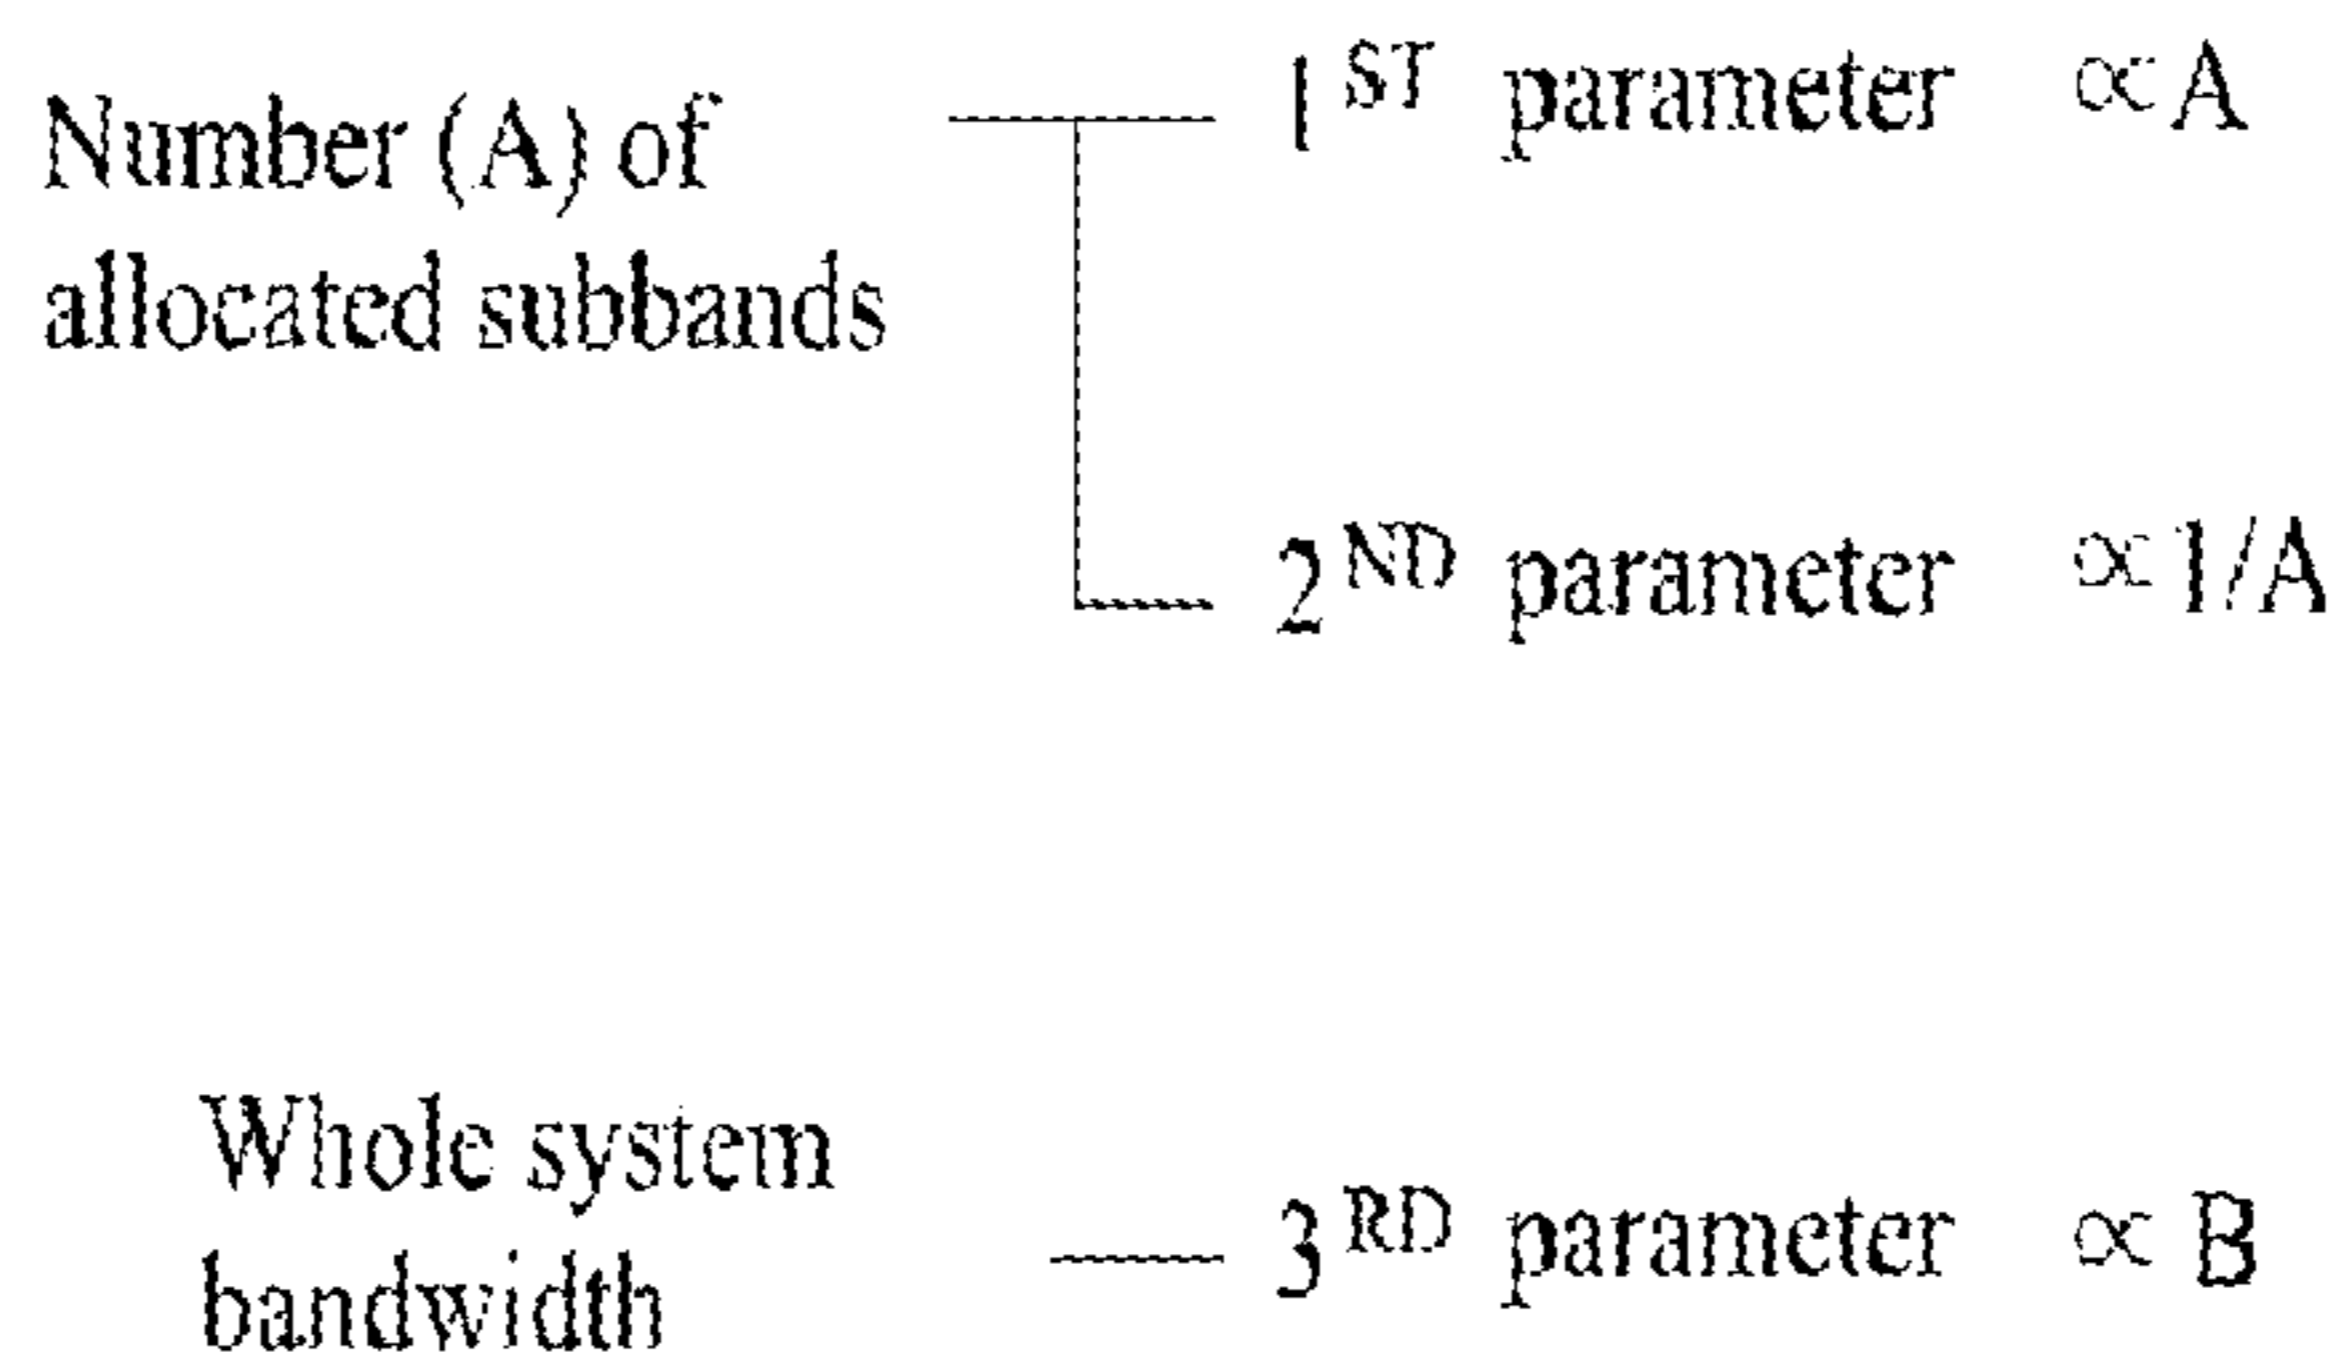 Number (A) of
allocated subbands
1ST parameter ∝ A
2ND parameter ∝ 1/A
Whole system
bandwidth
3RD parameter ∝ B